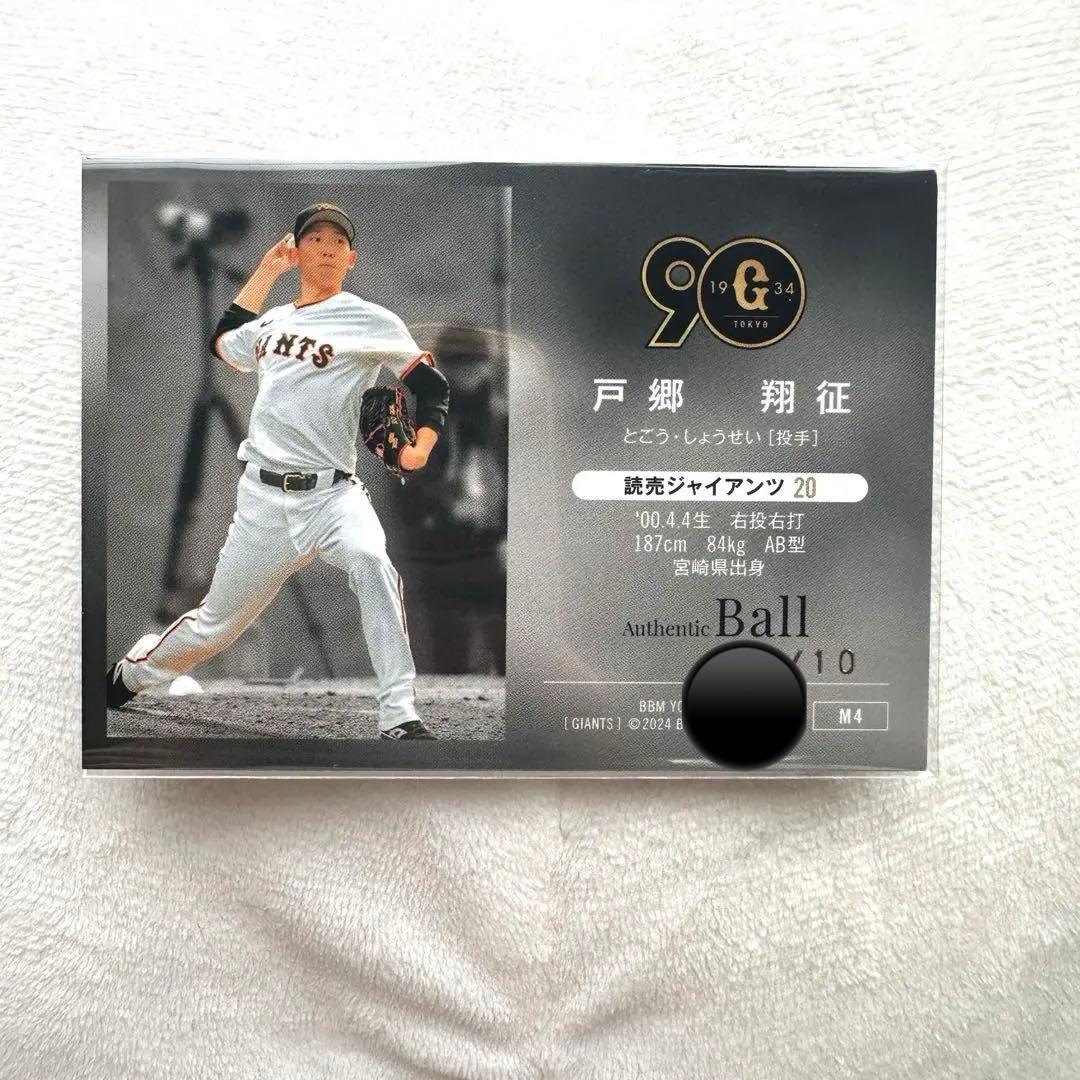 GIANTS
19 G 34
TOKYO
90
戸郷 翔征
とごう・しょうせい [投手]
読売ジャイアンツ 20
'00.4.4生 右投右打
187cm 84kg AB型
宮崎県出身
Authentic Ball
/10
BBM
[GIANTS] ©2024
M4